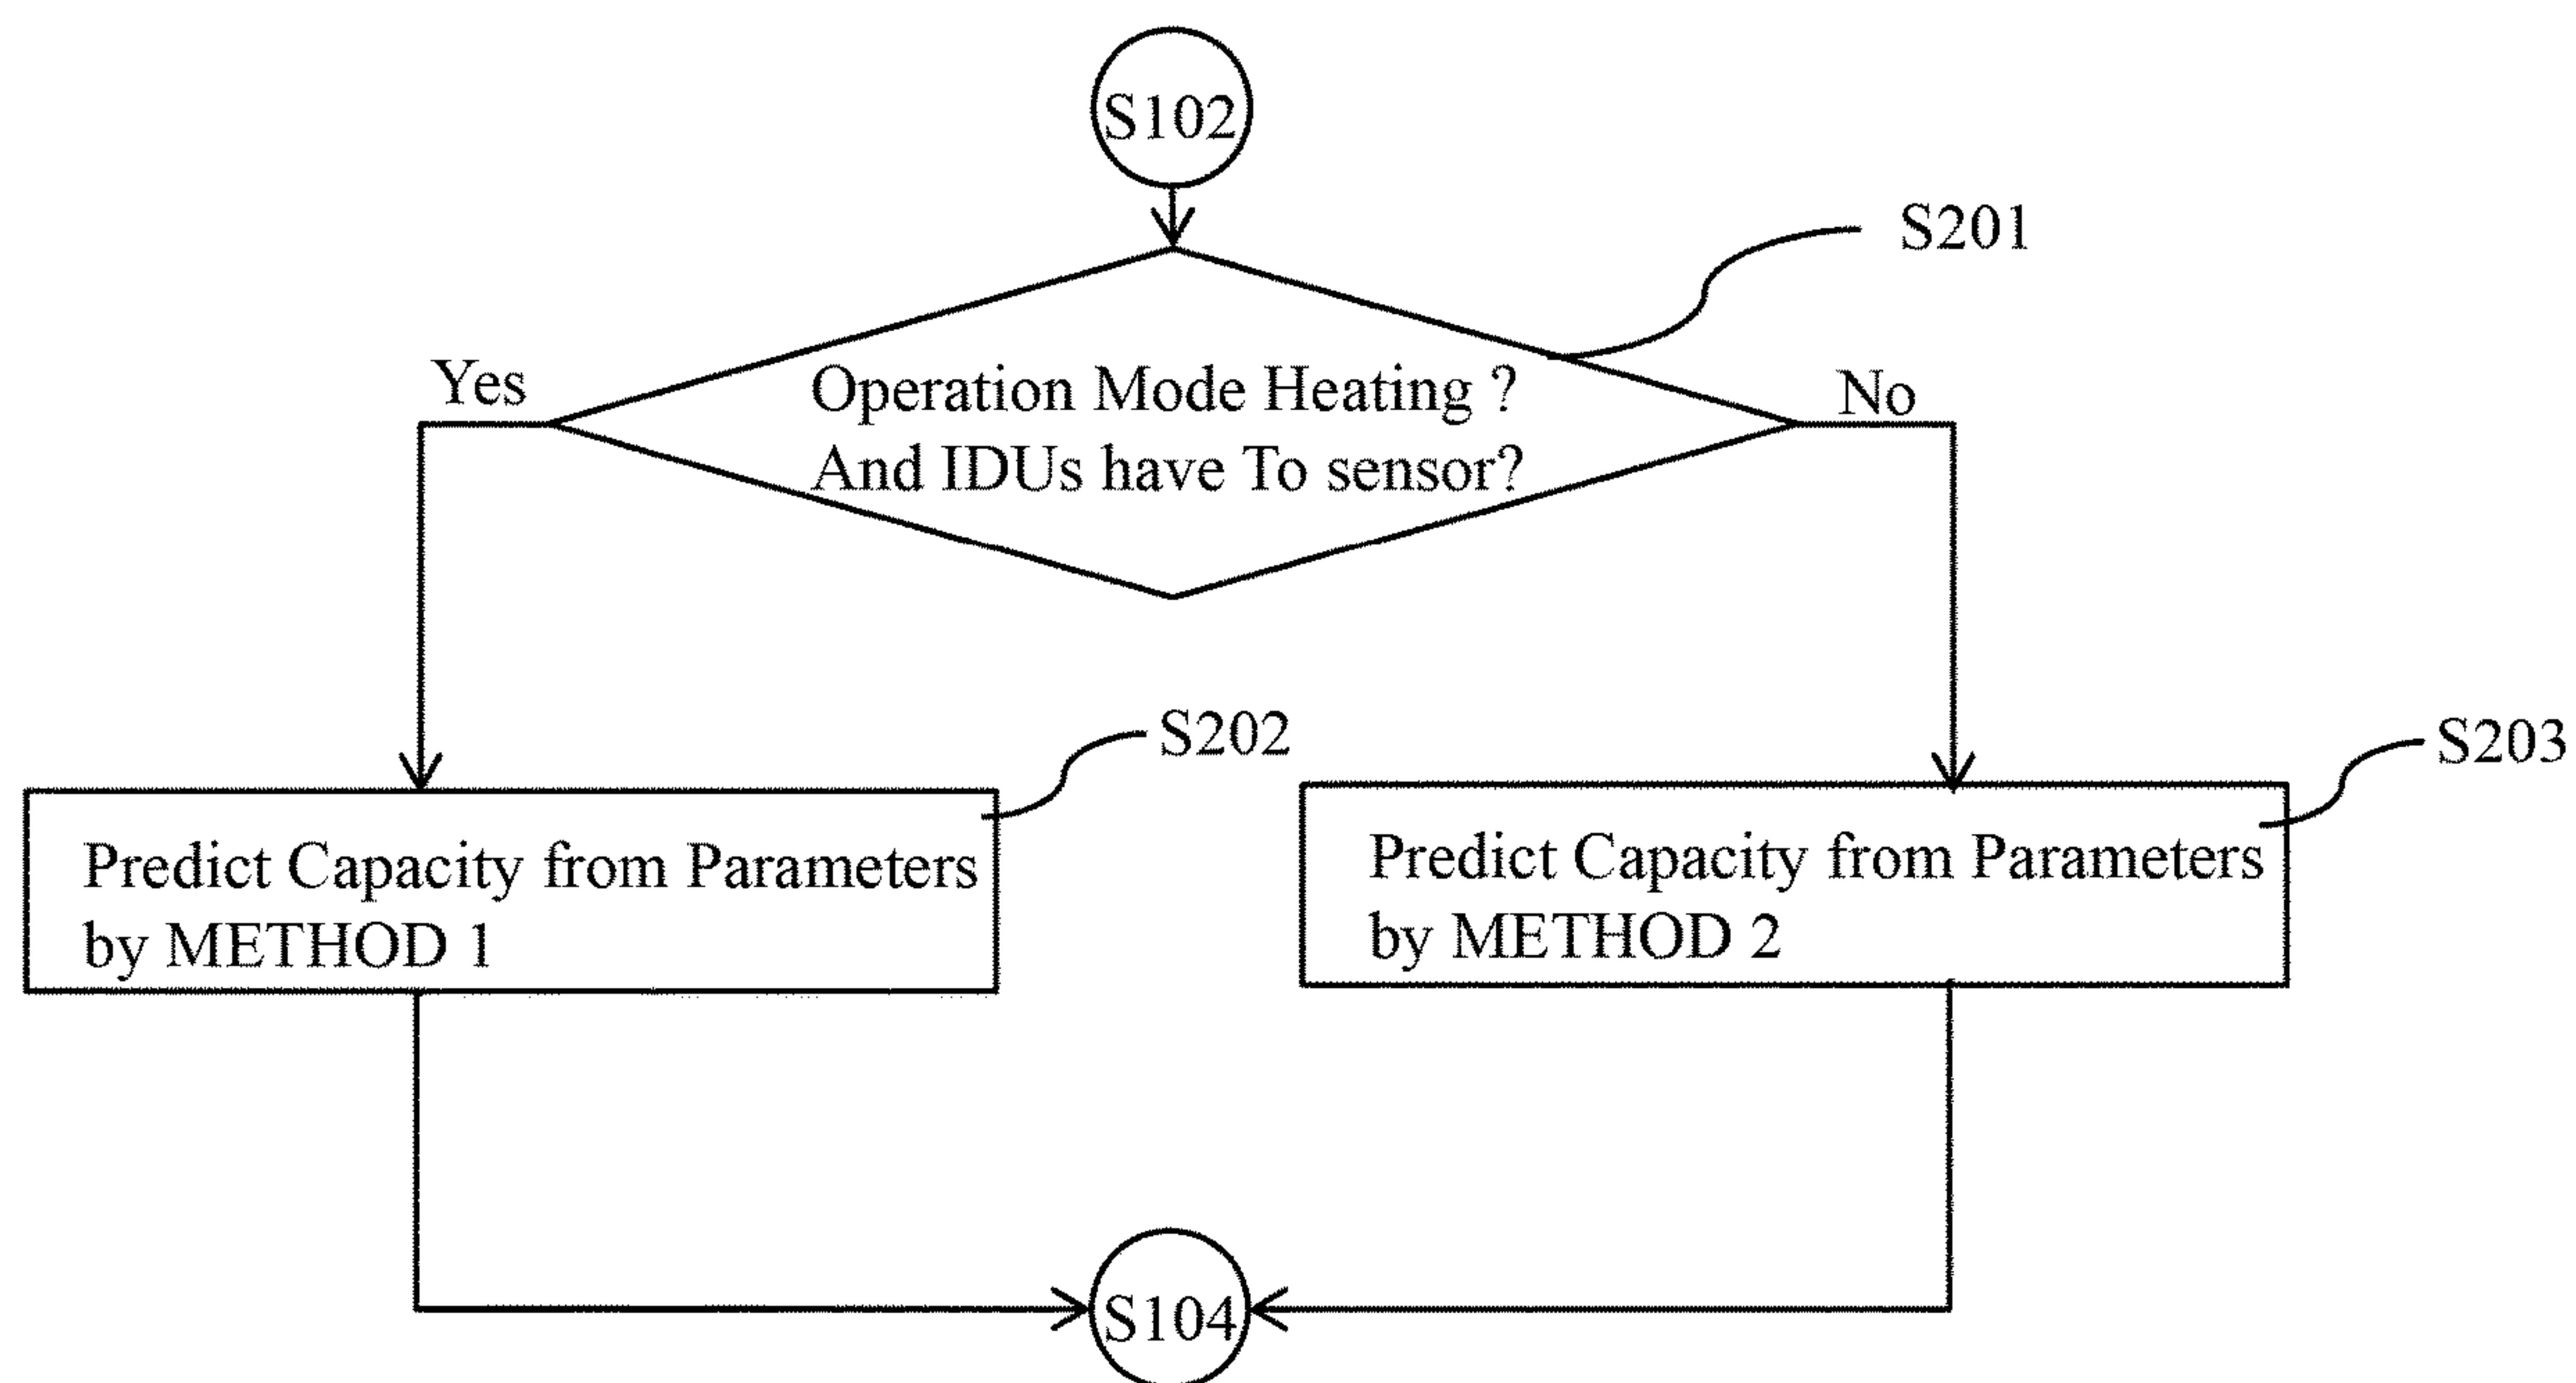 S102
S201
Yes
Operation Mode Heating ?
No
And IDUs have To sensor?
S202
S203
Predict Capacity from Parameters
by METHOD 1
Predict Capacity from Parameters
by METHOD 2
S104